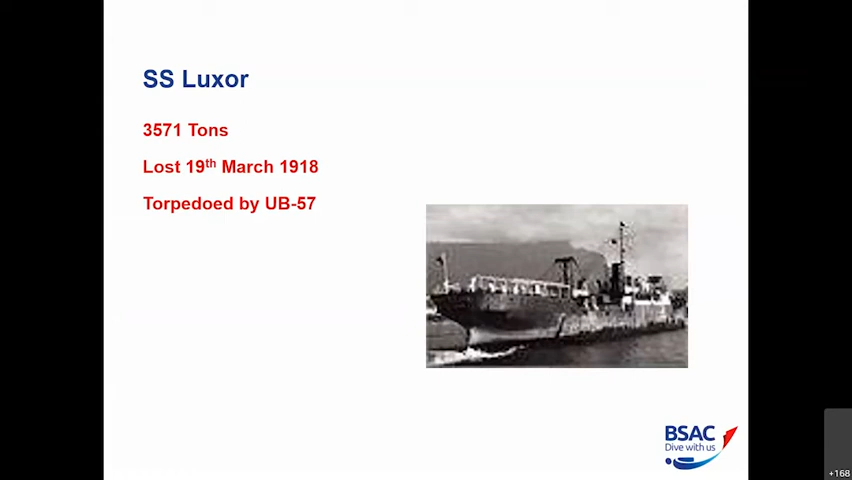 SS Luxor
3571 Tons
Lost 19th March 1918
Torpedoed by UB-57
BSAC
Dive with us
+168